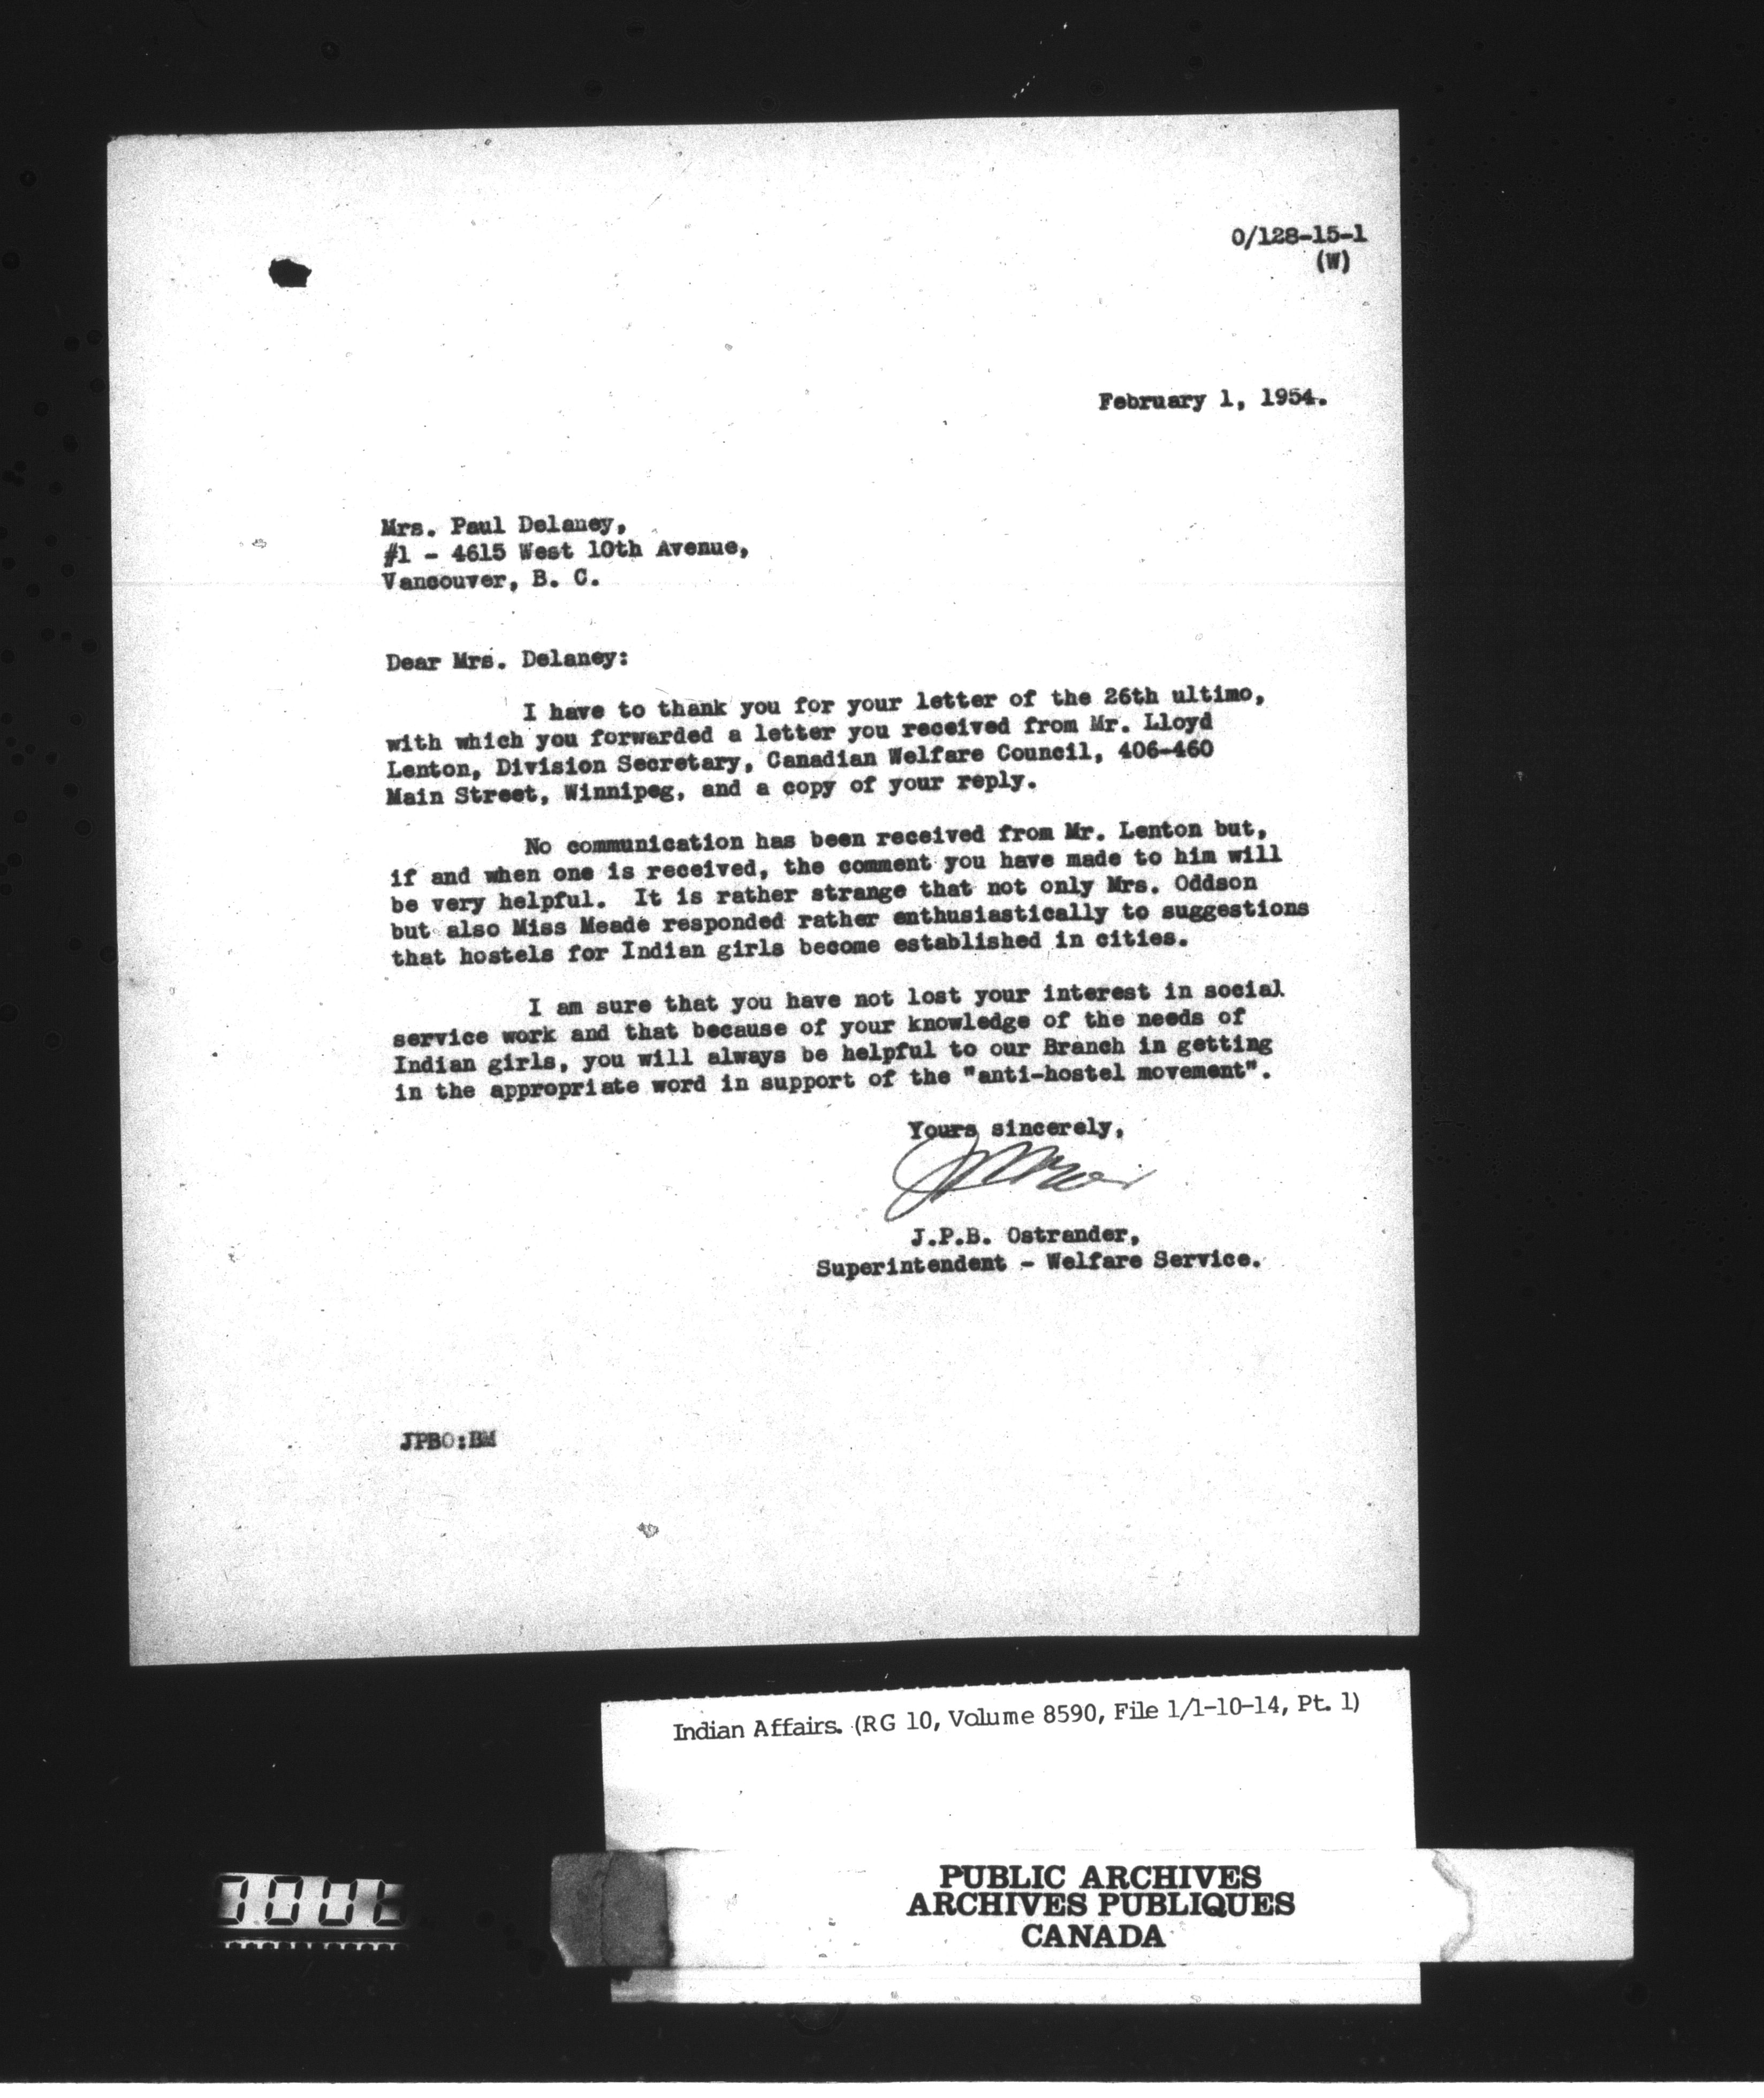 0/128-15-1
(W)
February 1, 1954.
Mrs. Paul Delaney,
#1 - 4615 West 10th Avenue,
Vancouver, B. C.
Dear Mrs. Delaney:
I have to thank you for your letter of the 26th ultimo,
with which you forwarded a letter you received from Mr. Lloyd
Lenton, Division Secretary, Canadian Welfare Council, 406-460
Main Street, Winnipeg, and a copy of your reply.
No communication has been received from Mr. Lenton but,
if and when one is received, the comment you have made to him will
be very helpful. It is rather strange that not only Mrs. Oddson
but also Miss Meade responded rather enthusiastically to suggestions
that hostels for Indian girls become established in cities.
I am sure that you have not lost your interest in social
service work and that because of your knowledge of the needs of
Indian girls, you will always be helpful to our Branch in getting
in the appropriate word in support of the "anti-hostel movement".
Yours sincerely,
J.P.B. Ostrander,
Superintendent - Welfare Service.
JPBO:BM
Indian Affairs. (RG 10, Volume 8590, File 1/1-10-14, Pt. 1)
PUBLIC ARCHIVES
ARCHIVES PUBLIQUES
CANADA